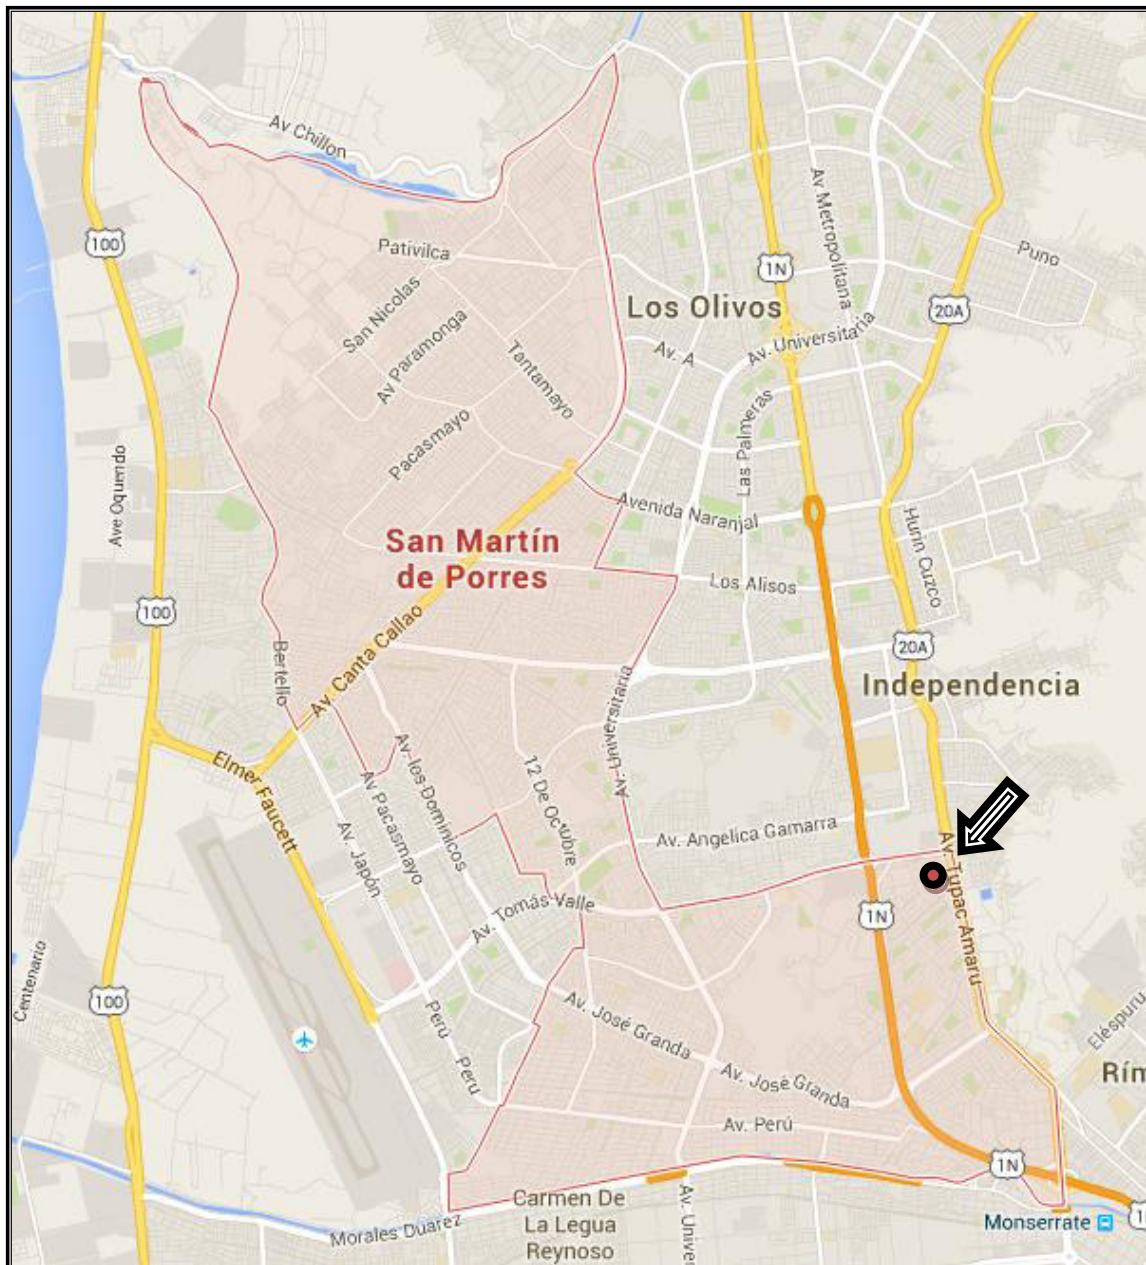 Av Chillon
100
Pativilca
1N
Av Metropolitana
Puno
San Nicolas
Los Olivos
20A
Av Paramonga
Tantamayo
Av. A
Av. Universitaria
Pacasmayo
Las Palmeras
Ave Oquendo
Avenida Naranjal
Hurin Cuzco
San Martín
de Porres
Los Alisos
100
Av. Canta Callao
20A
Bertello
Av. Universitaria
Independencia
Elmer Faucett
Av. los Dominicos
12 De Octubre
Av Pacasmayo
Av. Japón
Av. Angelica Gamarra
Av. Tupac Amaru
Av. Tomás Valle
1N
Centenario
100
Perú
Av. José Granda
Eléspuru
Peru
Av. José Granda
Rím
Av. Perú
1N
Carmen De
La Legua
Reynoso
Morales Duarez
Av. Univer
Monserrate